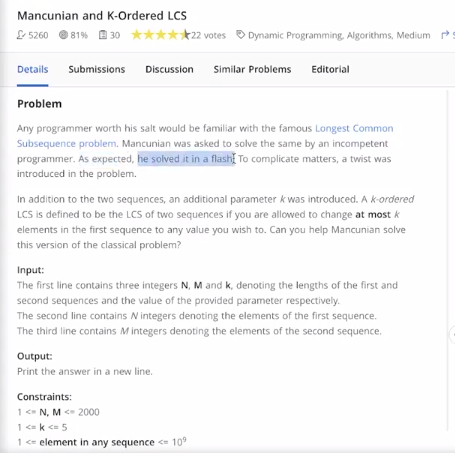 Mancunian and K-Ordered LCS
5260 81% 30 22 votes Dynamic Programming, Algorithms, Medium
Details Submissions Discussion Similar Problems Editorial
Problem
Any programmer worth his salt would be familiar with the famous Longest Common
Subsequence problem. Mancunian was asked to solve the same by an incompetent
programmer. As expected, he solved it in a flash. To complicate matters, a twist was
introduced in the problem.
In addition to the two sequences, an additional parameter k was introduced. A k-ordered
LCS is defined to be the LCS of two sequences if you are allowed to change at most k
elements in the first sequence to any value you wish to. Can you help Mancunian solve
this version of the classical problem?
Input:
The first line contains three integers N, M and k, denoting the lengths of the first and
second sequences and the value of the provided parameter respectively.
The second line contains N integers denoting the elements of the first sequence.
The third line contains M integers denoting the elements of the second sequence.
Output:
Print the answer in a new line.
Constraints:
1 <= N, M <= 2000
1 <= k <= 5
1 <= element in any sequence <= 10⁹